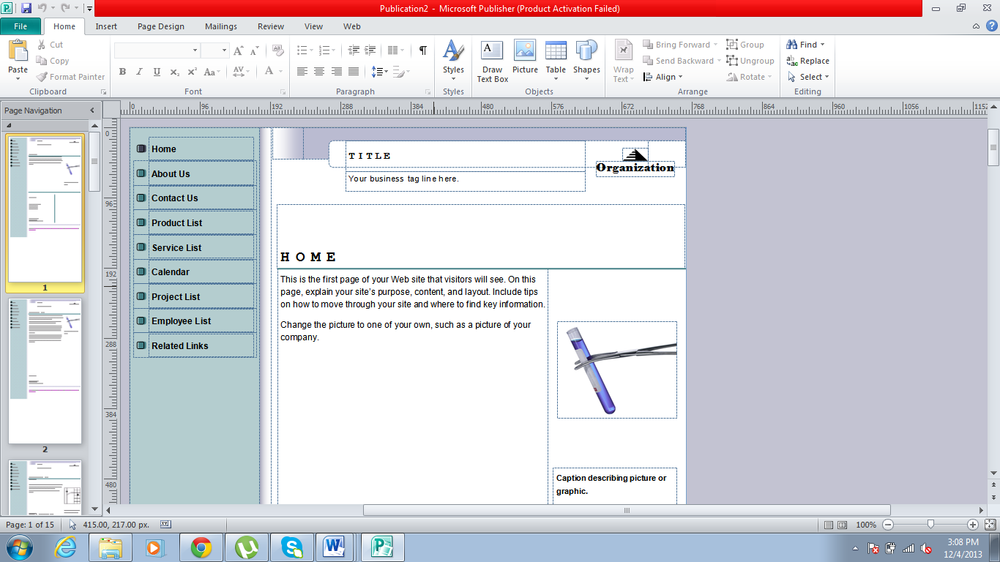 Publication2 - Microsoft Publisher (Product Activation Failed)
File Home Insert Page Design Mailings Review View Web
Paste
Cut
Copy
Format Painter
Clipboard
B I U x₂ x² Aa AV A
Font
Paragraph
Styles
Styles
Draw Text Box
Picture
Table
Shapes
Objects
Wrap Text
Bring Forward
Send Backward
Align
Group
Ungroup
Rotate
Arrange
Find
Replace
Select
Editing
Page Navigation
0 96 192 288 384 480 576 672 768 864 960 1056 1152
0
96
192
288
384
480
1
2
Home
About Us
Contact Us
Product List
Service List
Calendar
Project List
Employee List
Related Links
TITLE
Your business tag line here.
Organization
HOME
This is the first page of your Web site that visitors will see. On this
page, explain your site's purpose, content, and layout. Include tips
on how to move through your site and where to find key information.
Change the picture to one of your own, such as a picture of your
company.
Caption describing picture or
graphic.
Page: 1 of 15 415.00, 217.00 px. 100%
3:08 PM
12/4/2013